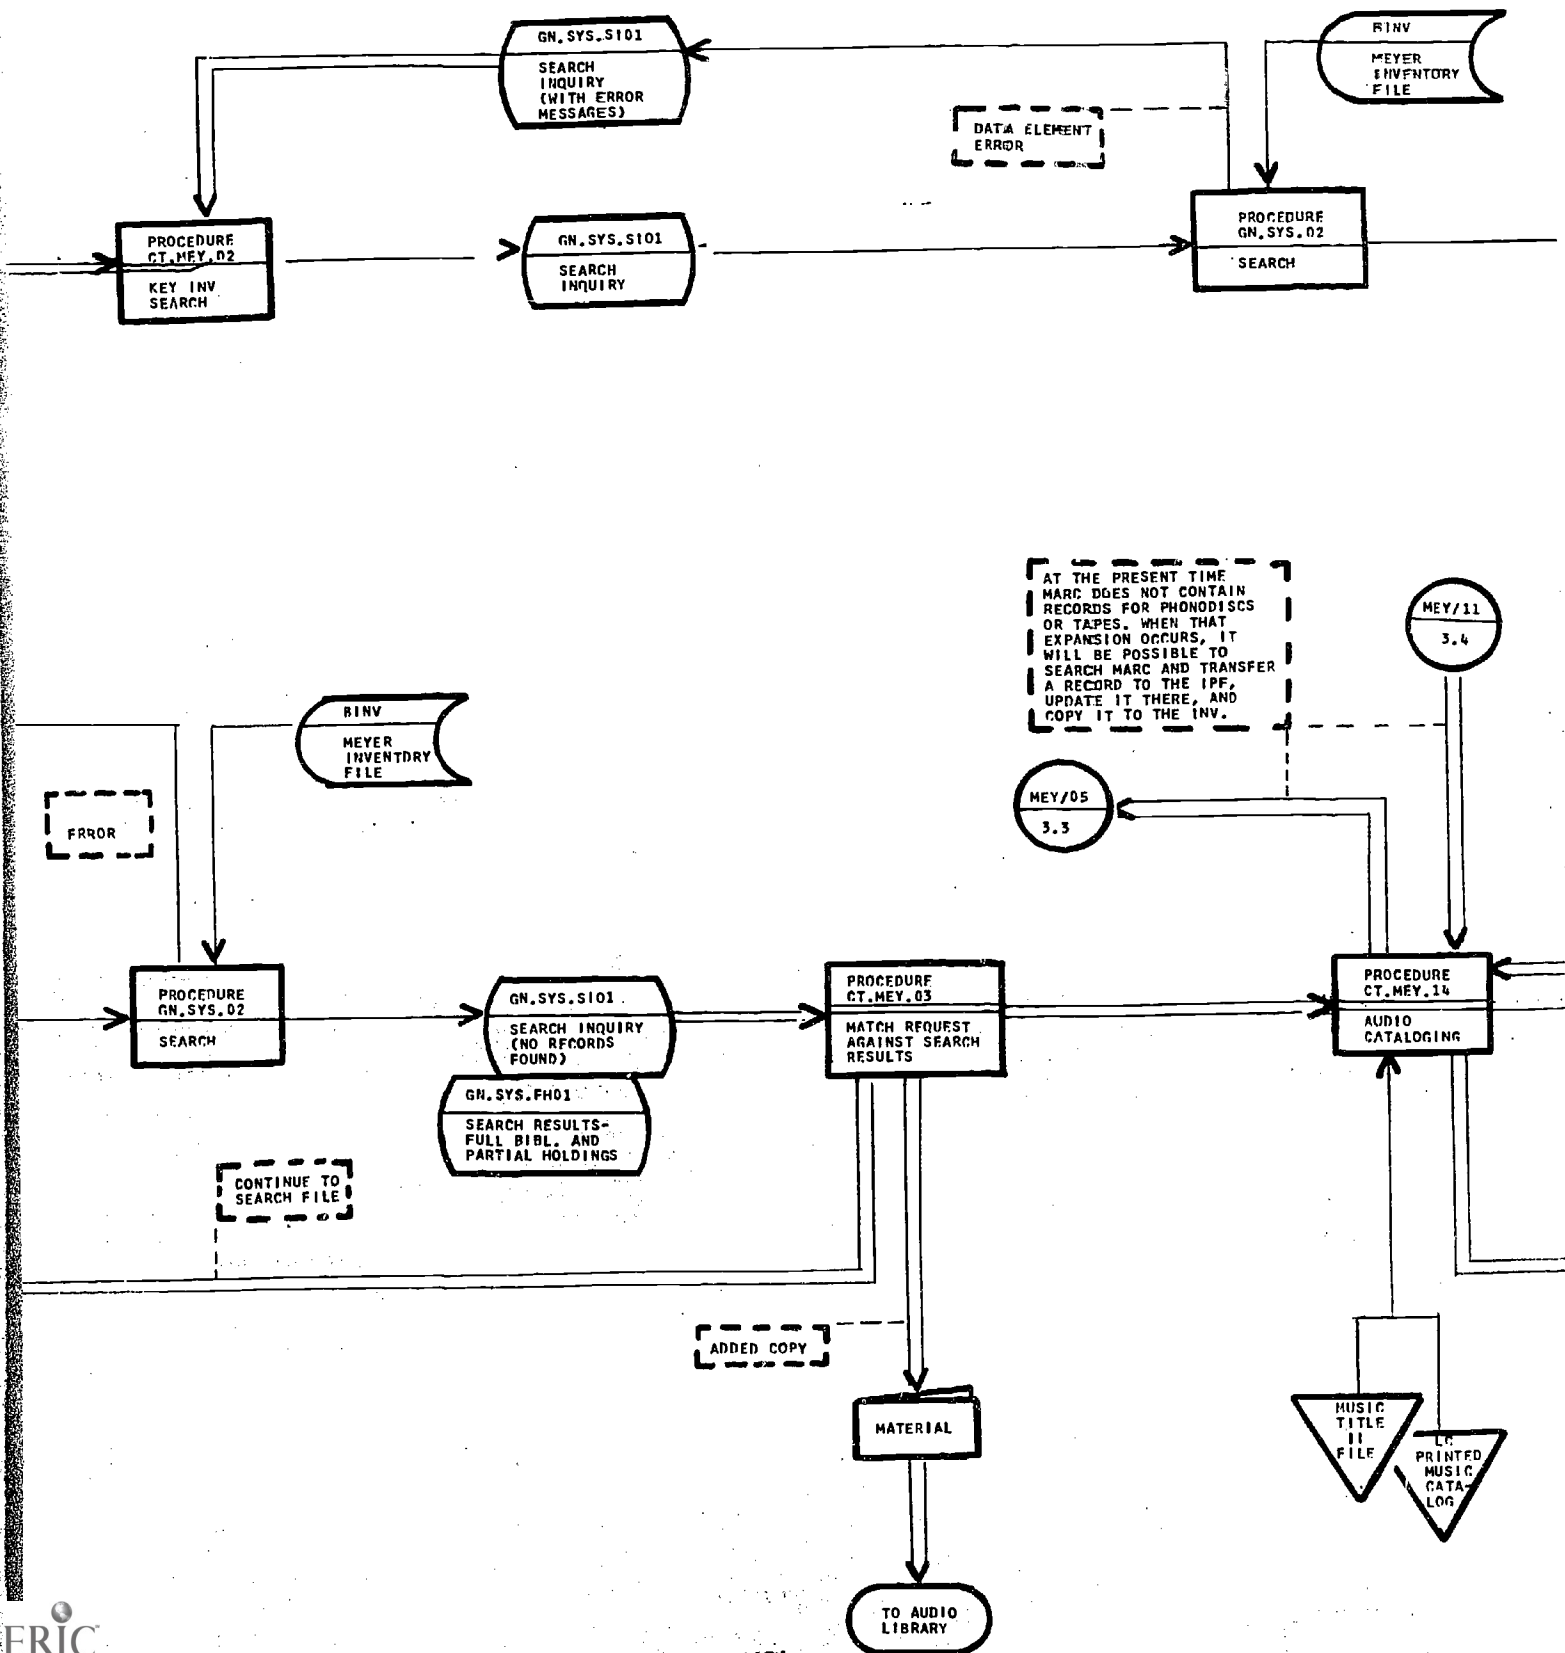 GN.SYS.SI01
SEARCH
INQUIRY
(WITH ERROR
MESSAGES)
BINV
MEYER
INVENTORY
FILE
DATA ELEMENT
ERROR
PROCEDURE
CT.MEY.02
KEY INV
SEARCH
GN.SYS.SI01
SEARCH
INQUIRY
PROCEDURE
GN.SYS.02
SEARCH
AT THE PRESENT TIME
MARC DOES NOT CONTAIN
RECORDS FOR PHONODISCS
OR TAPES. WHEN THAT
EXPANSION OCCURS, IT
WILL BE POSSIBLE TO
SEARCH MARC AND TRANSFER
A RECORD TO THE IPF,
UPDATE IT THERE, AND
COPY IT TO THE INV.
MEY/11
3.4
BINV
MEYER
INVENTORY
FILE
MEY/05
3.3
ERROR
PROCEDURE
GN.SYS.02
SEARCH
GN.SYS.SI01
SEARCH INQUIRY
(NO RECORDS
FOUND)
GN.SYS.FH01
SEARCH RESULTS-
FULL BIBL. AND
PARTIAL HOLDINGS
PROCEDURE
CT.MEY.03
MATCH REQUEST
AGAINST SEARCH
RESULTS
PROCEDURE
CT.MEY.14
AUDIO
CATALOGING
CONTINUE TO
SEARCH FILE
ADDED COPY
MATERIAL
MUSIC
TITLE
II
FILE
LC
PRINTED
MUSIC
CATA-
LOG
TO AUDIO
LIBRARY
ERIC